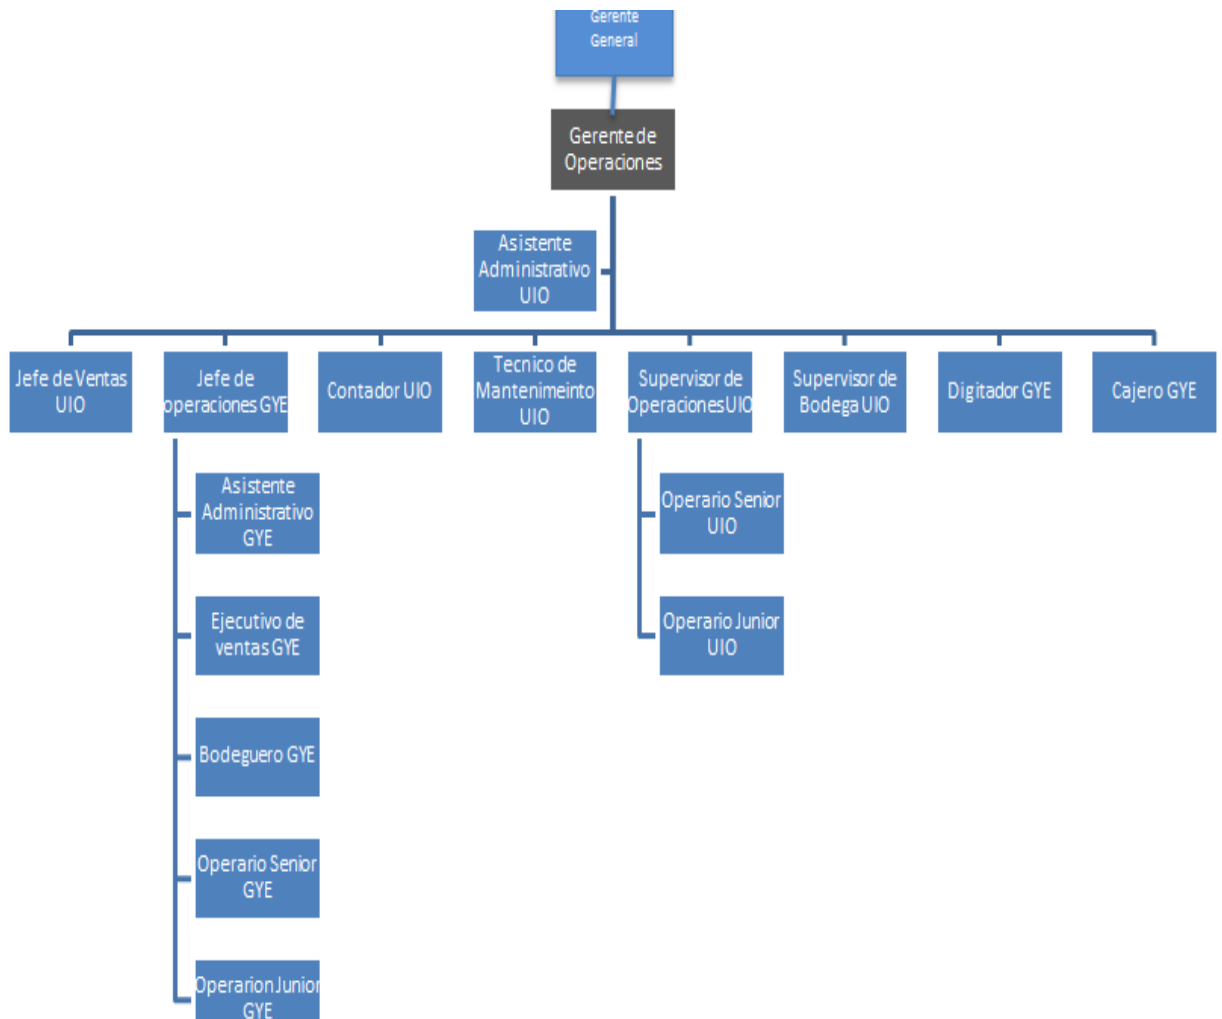 Gerente
General
Gerente de
Operaciones
Asistente
Administrativo
UIO
Jefe de Ventas
UIO
Jefe de
operaciones GYE
Contador UIO
Tecnico de
Mantenimeinto
UIO
Supervisor de
Operaciones UIO
Supervisor de
Bodega UIO
Digitador GYE
Cajero GYE
Asistente
Administrativo
GYE
Ejecutivo de
ventas GYE
Bodeguero GYE
Operario Senior
GYE
Operarion Junior
GYE
Operario Senior
UIO
Operario Junior
UIO